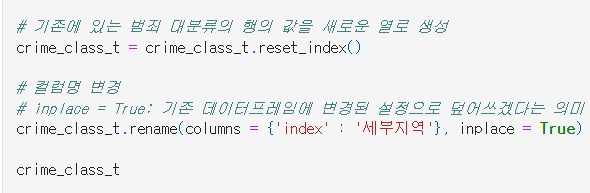 # 기존에 있는 범죄 대분류의 행의 값을 새로운 열로 생성
crime_class_t = crime_class_t.reset_index()
# 컬럼명 변경
# inplace = True: 기존 데이터프레임에 변경된 설정으로 덮어쓰겠다는 의미
crime_class_t.rename(columns = {'index' : '세부지역'}, inplace = True)
crime_class_t